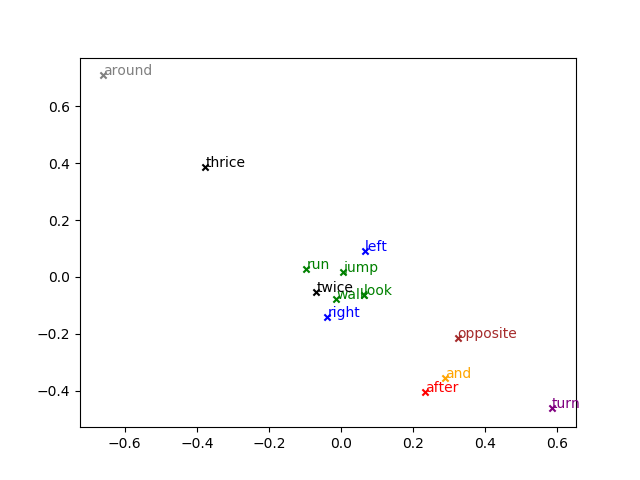 around
0.6
thrice
0.4
0.2
left
run
jump
0.0
twice
walk
look
right
−0.2
opposite
and
after
−0.4
turn
−0.6
−0.4
−0.2
0.0
0.2
0.4
0.6